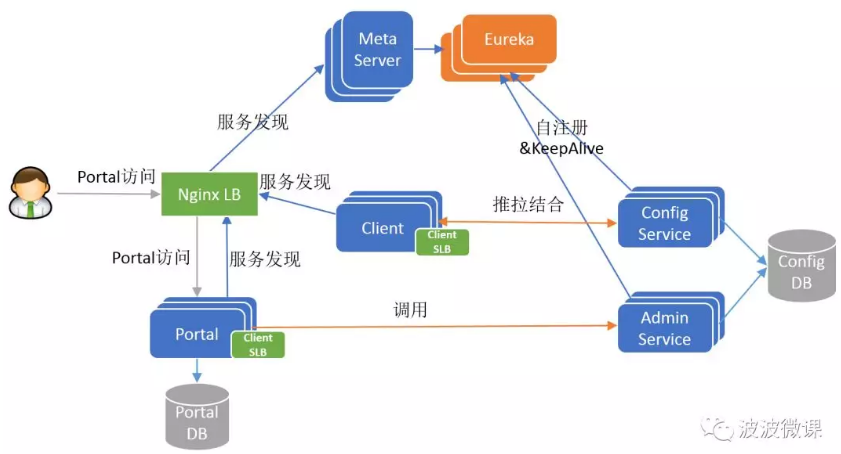 Meta
Server
Eureka
服务发现
自注册
&KeepAlive
Portal访问
Nginx LB
服务发现
Client
Client
SLB
推拉结合
Config
Service
Portal访问
服务发现
Config
DB
调用
Portal
Client
SLB
Admin
Service
Portal
DB
波波微课